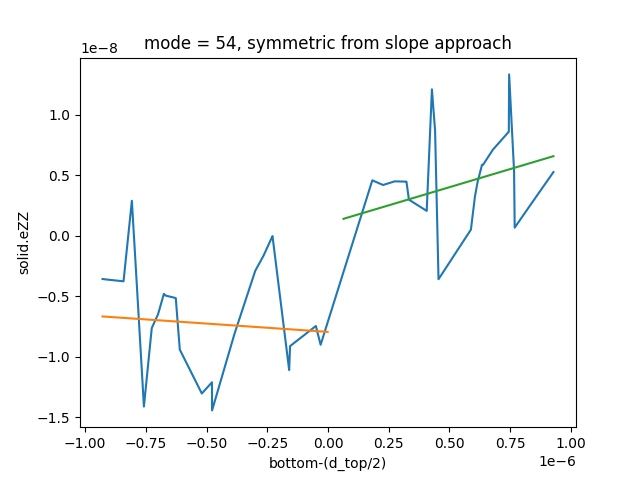 mode = 54, symmetric from slope approach
1e−8
1.0
0.5
0.0
−0.5
−1.0
−1.5
solid.eZZ
−1.00 −0.75 −0.50 −0.25 0.00 0.25 0.50 0.75 1.00
1e−6
bottom-(d_top/2)